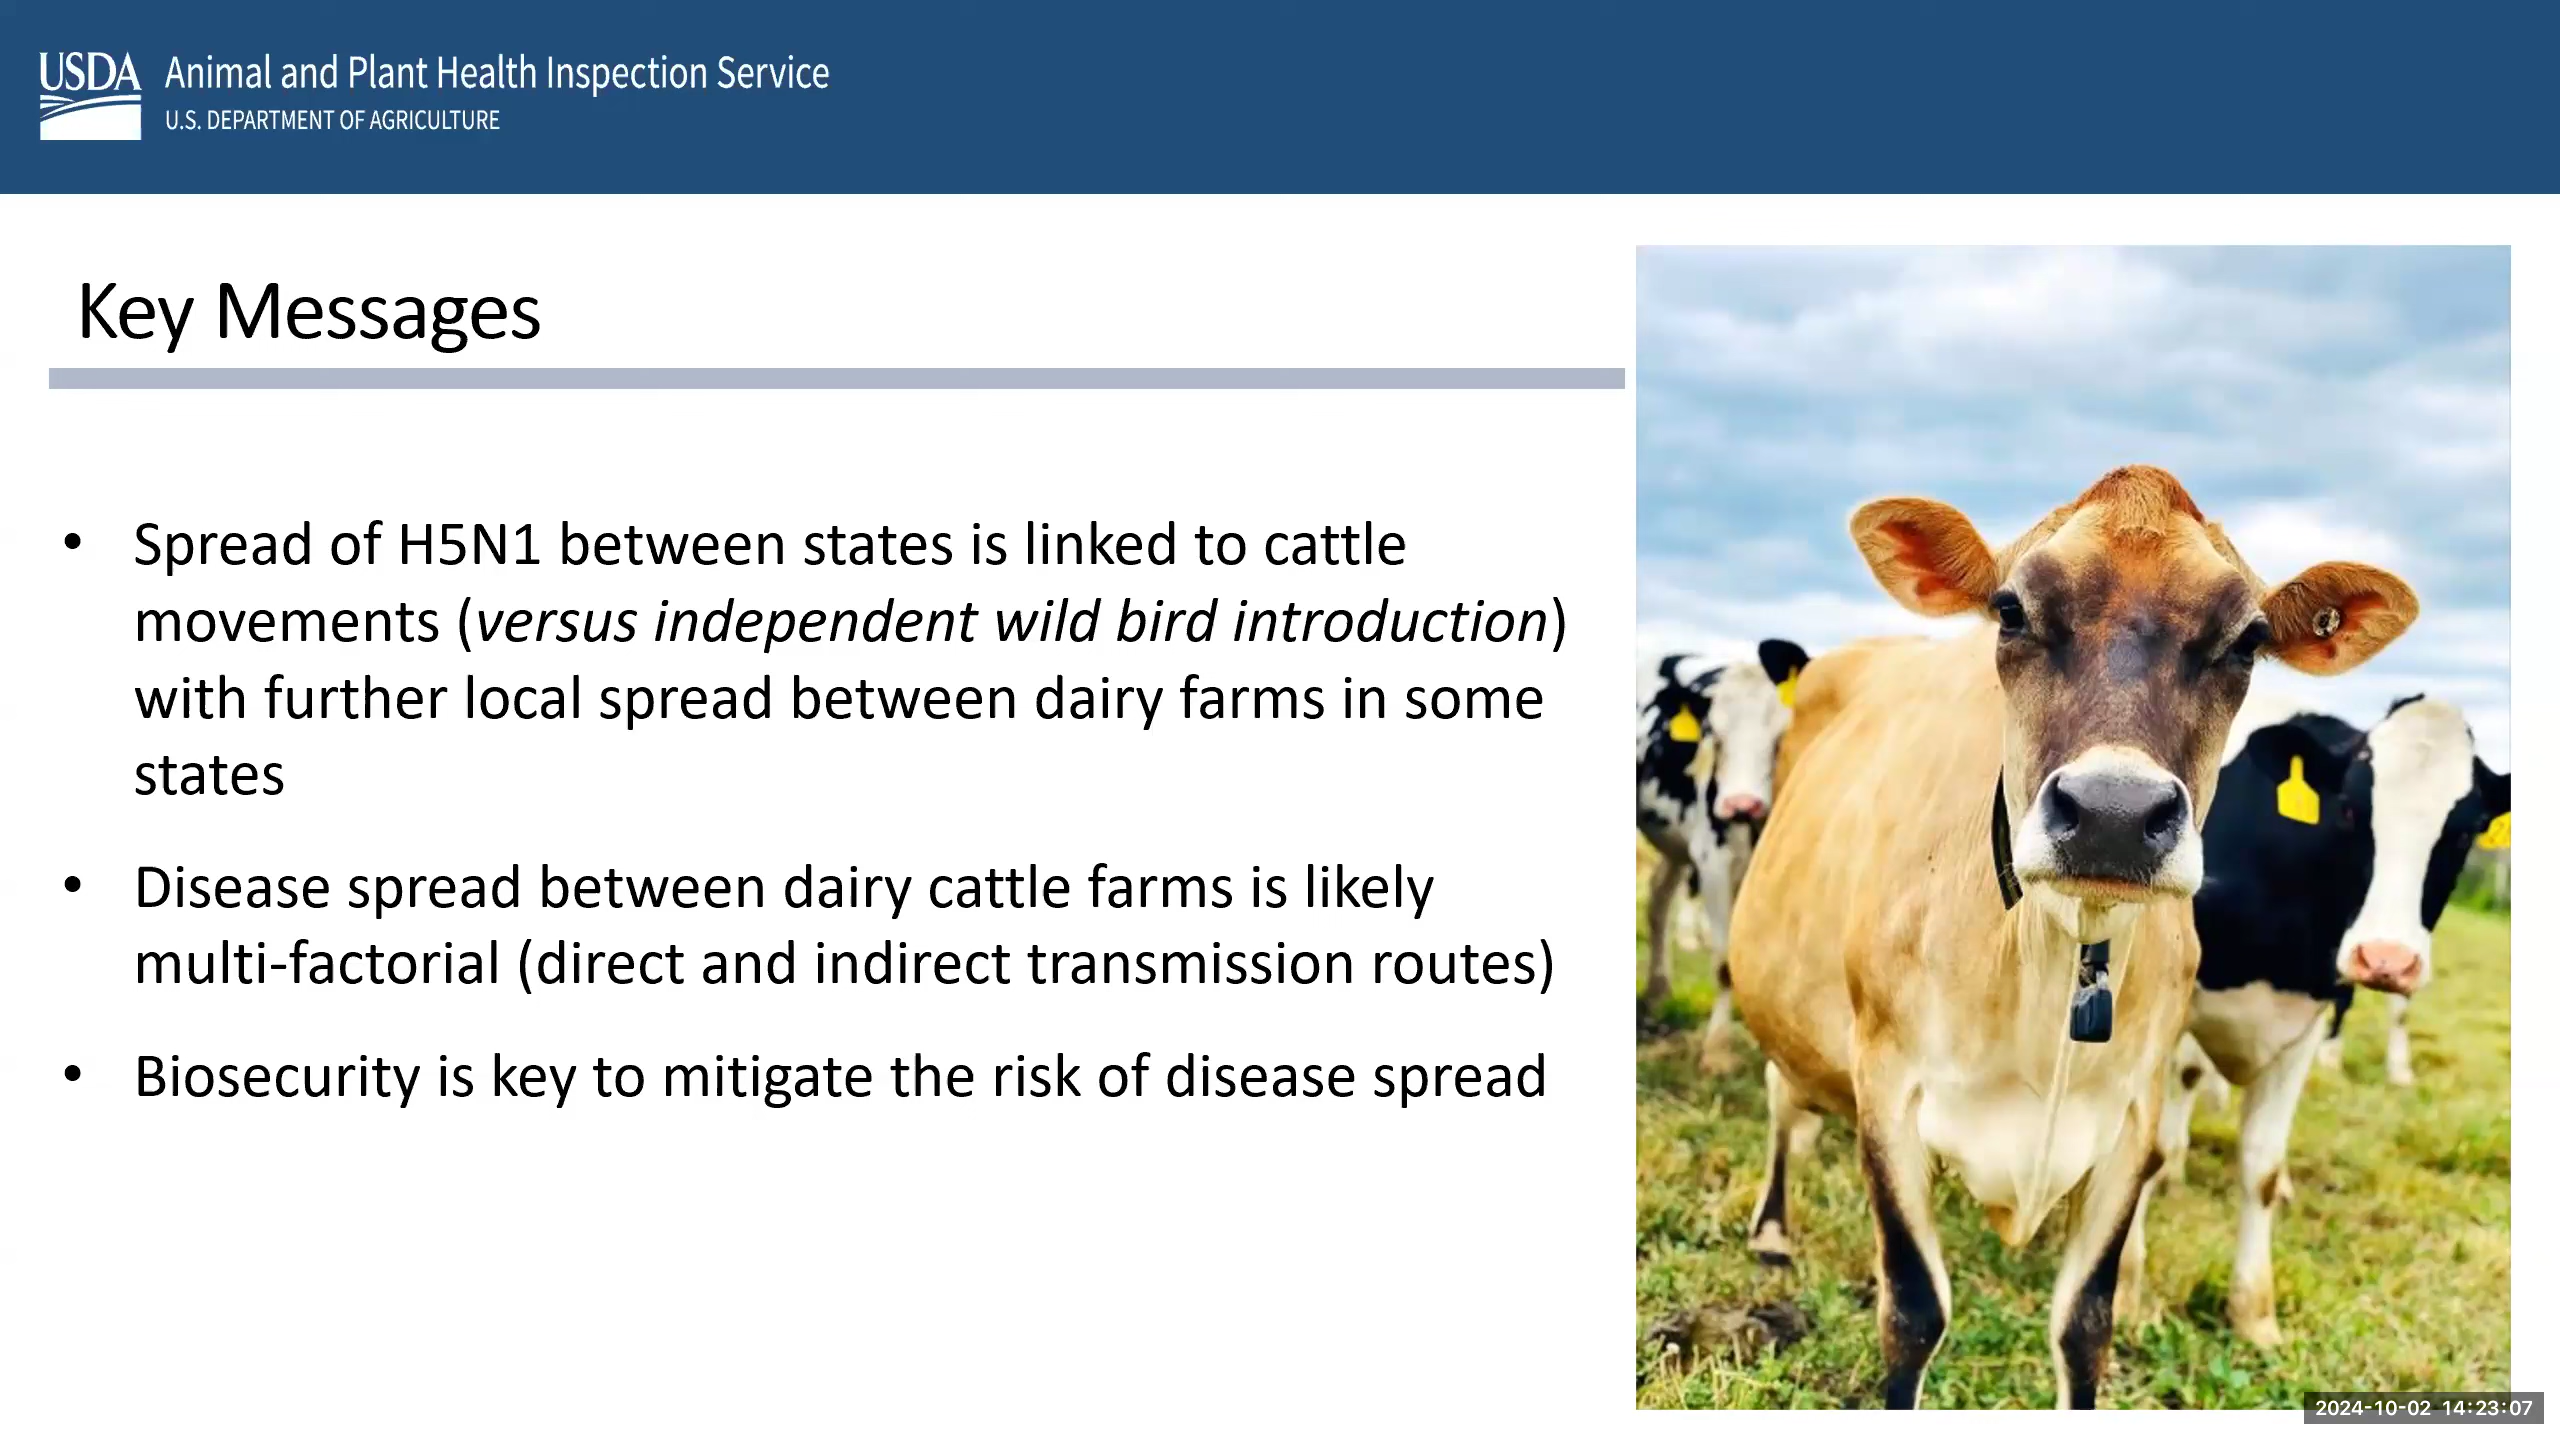 USDA
Animal and Plant Health Inspection Service
U.S. DEPARTMENT OF AGRICULTURE
Key Messages
• Spread of H5N1 between states is linked to cattle
movements (versus independent wild bird introduction)
with further local spread between dairy farms in some
states
• Disease spread between dairy cattle farms is likely
multi-factorial (direct and indirect transmission routes)
• Biosecurity is key to mitigate the risk of disease spread
2024-10-02 14:23:07